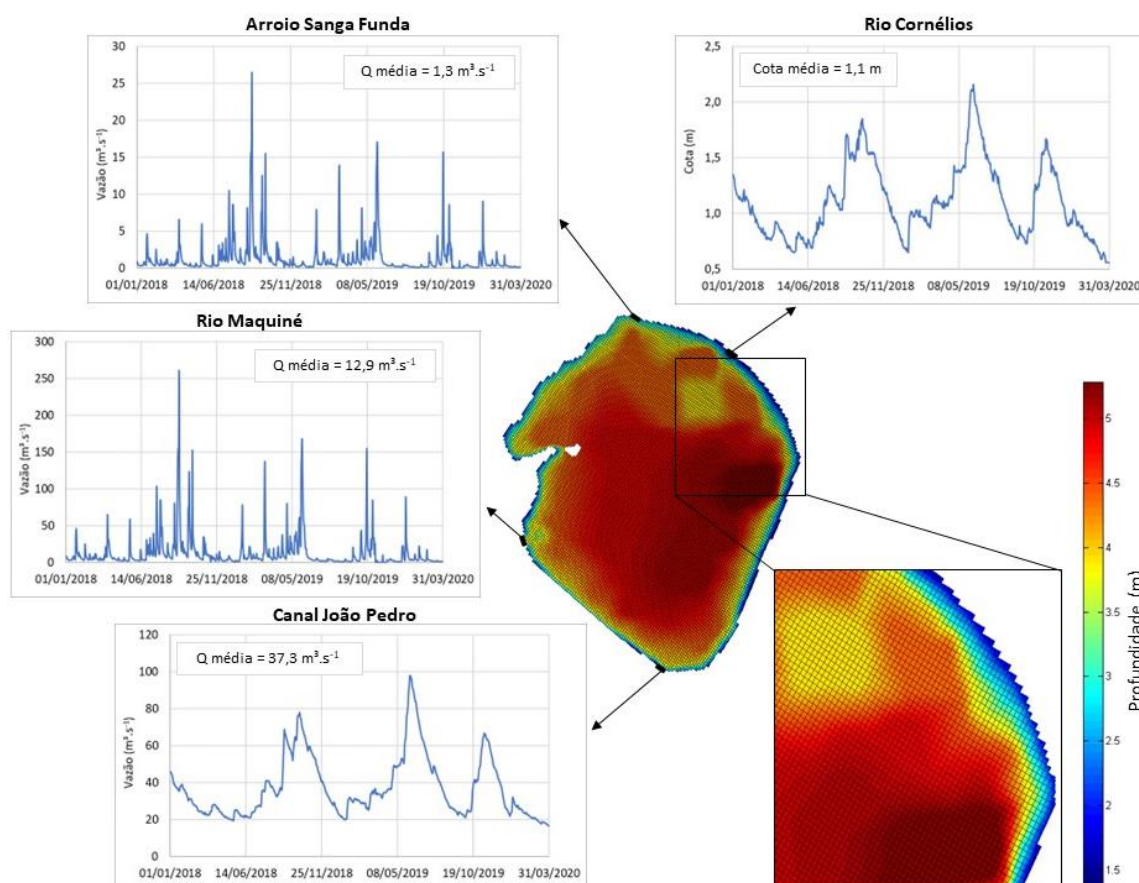 Arroio Sanga Funda
Q média = 1,3 m³.s⁻¹
Vazão (m³.s⁻¹)
30
25
20
15
10
5
0
01/01/2018 14/06/2018 25/11/2018 08/05/2019 19/10/2019 31/03/2020
Rio Cornélios
Cota média = 1,1 m
Cota (m)
2,5
2,0
1,5
1,0
0,5
01/01/2018 14/06/2018 25/11/2018 08/05/2019 19/10/2019 31/03/2020
Rio Maquiné
Q média = 12,9 m³.s⁻¹
Vazão (m³.s⁻¹)
300
250
200
150
100
50
0
01/01/2018 14/06/2018 25/11/2018 08/05/2019 19/10/2019 31/03/2020
Canal João Pedro
Q média = 37,3 m³.s⁻¹
Vazão (m³.s⁻¹)
120
100
80
60
40
20
0
01/01/2018 14/06/2018 25/11/2018 08/05/2019 19/10/2019 31/03/2020
5
4.5
4
3.5
3
2.5
2
1.5
Profundidade (m)